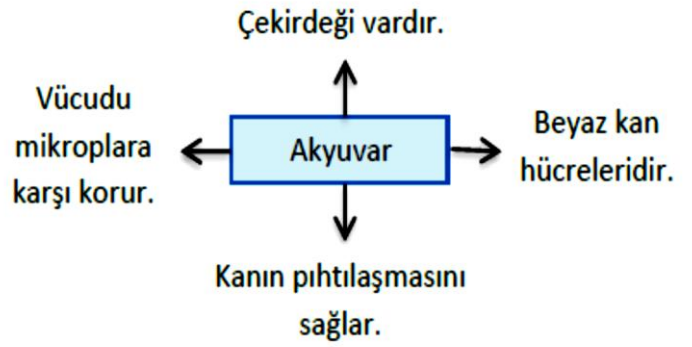 Çekirdeği vardır.
Vücudu
mikroplara
karşı korur.
Akyuvar
Beyaz kan
hücreleridir.
Kanın pıhtılaşmasını
sağlar.